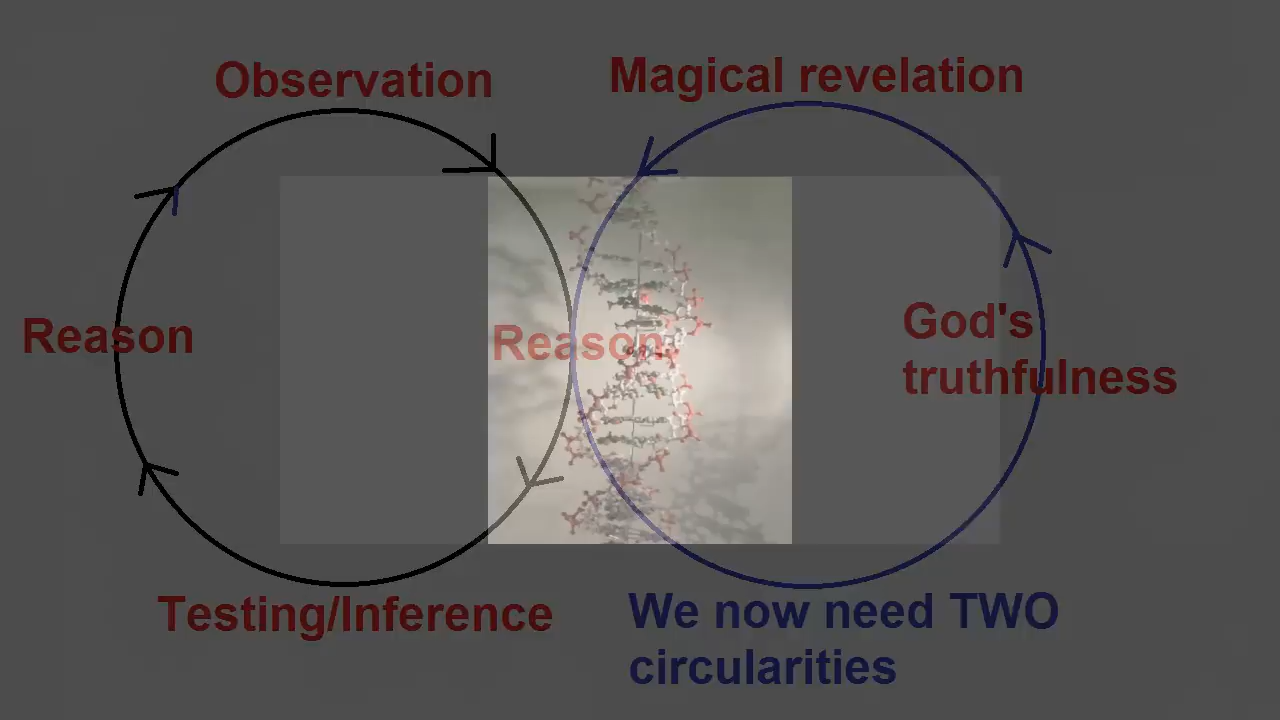 Observation
Magical revelation
Reason
Reason
God's
truthfulness
Testing/Inference
We now need TWO
circularities